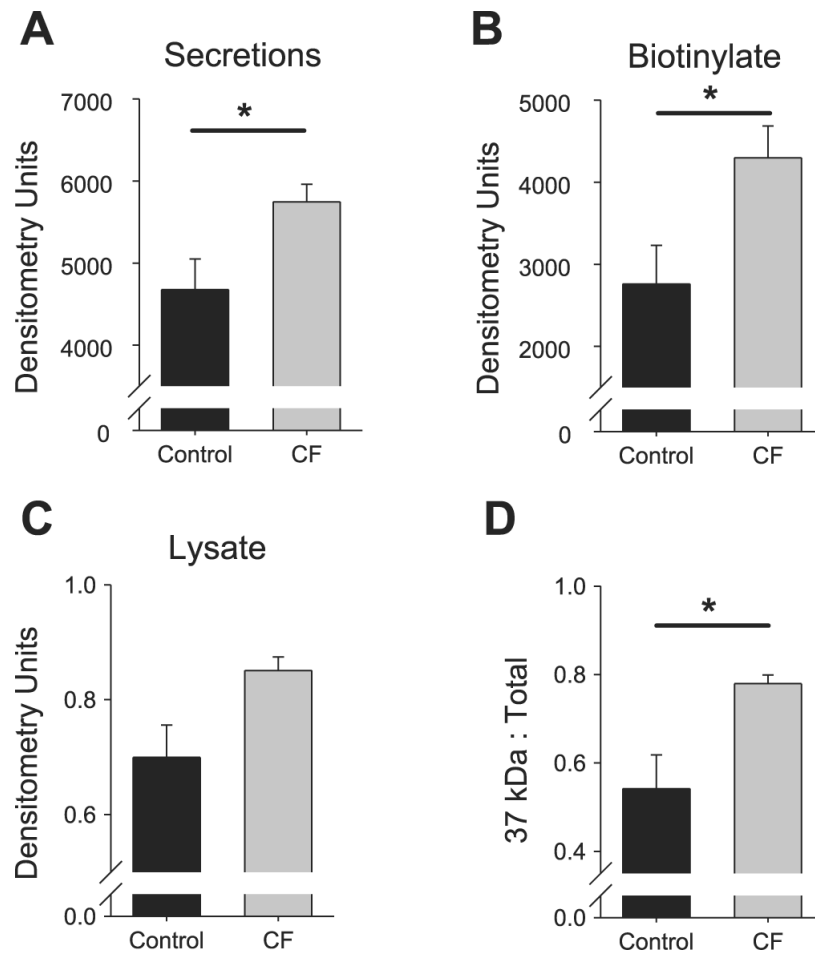 A
Secretions
Densitometry Units
7000
6000
5000
4000
0
*
Control
CF
B
Biotinylate
Densitometry Units
5000
4000
3000
2000
0
*
Control
CF
C
Lysate
Densitometry Units
1.0
0.8
0.6
0.0
Control
CF
D
37 kDa : Total
1.0
0.8
0.6
0.4
0.0
*
Control
CF